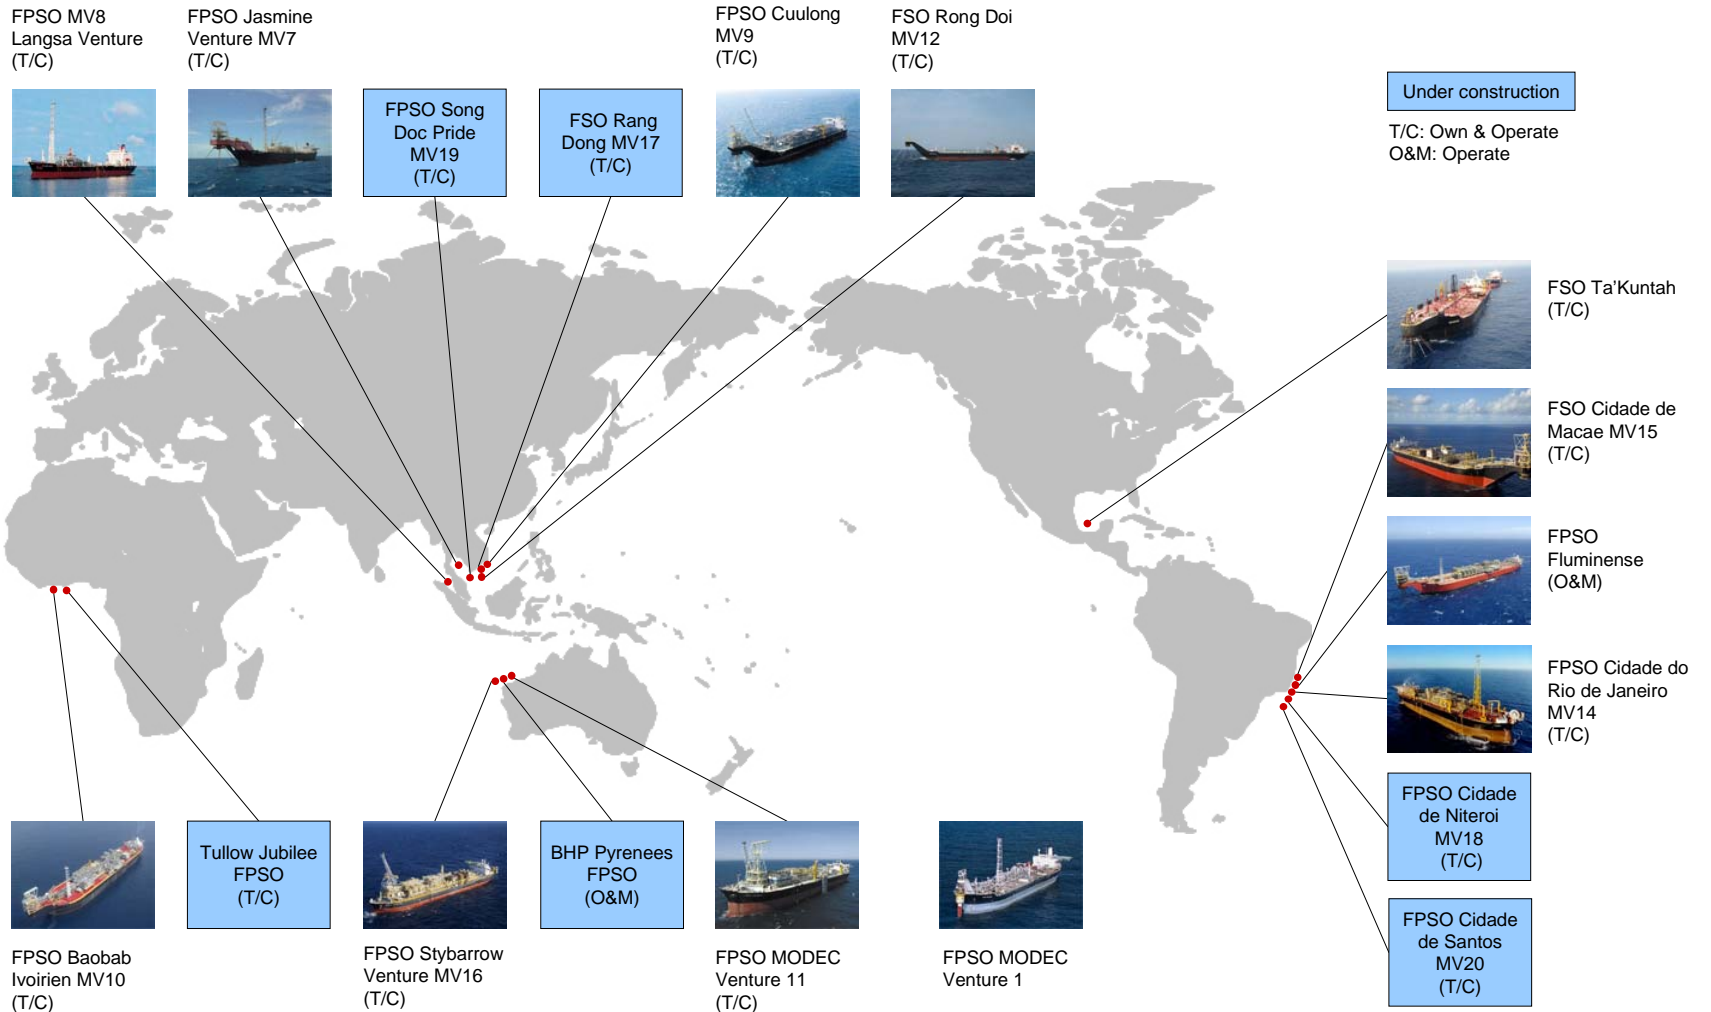 FPSO MV8
Langsa Venture
(T/C)
FPSO Jasmine
Venture MV7
(T/C)
FPSO Song
Doc Pride
MV19
(T/C)
FSO Rang
Dong MV17
(T/C)
FPSO Cuulong
MV9
(T/C)
FSO Rong Doi
MV12
(T/C)
Under construction
T/C: Own & Operate
O&M: Operate
FSO Ta’Kuntah
(T/C)
FSO Cidade de
Macae MV15
(T/C)
FPSO
Fluminense
(O&M)
FPSO Cidade do
Rio de Janeiro
MV14
(T/C)
FPSO Cidade
de Niteroi
MV18
(T/C)
FPSO Cidade
de Santos
MV20
(T/C)
FPSO Baobab
Ivoirien MV10
(T/C)
Tullow Jubilee
FPSO
(T/C)
FPSO Stybarrow
Venture MV16
(T/C)
BHP Pyrenees
FPSO
(O&M)
FPSO MODEC
Venture 11
(T/C)
FPSO MODEC
Venture 1